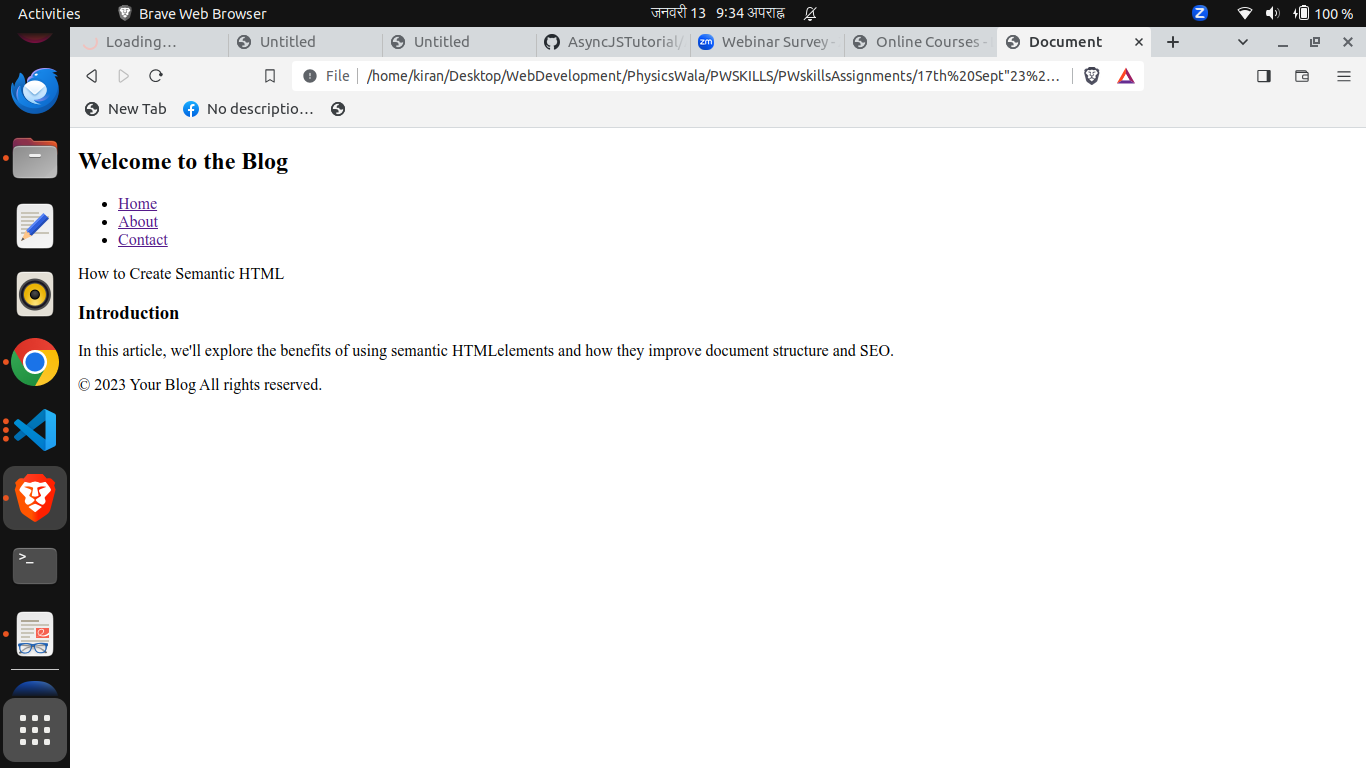 Activities Brave Web Browser जनवरी 13 9:34 अपराह्न 100 %
Loading… Untitled Untitled AsyncJSTutorial/ Webinar Survey - Online Courses - Document
File /home/kiran/Desktop/WebDevelopment/PhysicsWala/PWSKILLS/PWskillsAssignments/17th%20Sept"23%2…
New Tab No descriptio…
Welcome to the Blog
Home
About
Contact
How to Create Semantic HTML
Introduction
In this article, we'll explore the benefits of using semantic HTMLelements and how they improve document structure and SEO.
© 2023 Your Blog All rights reserved.